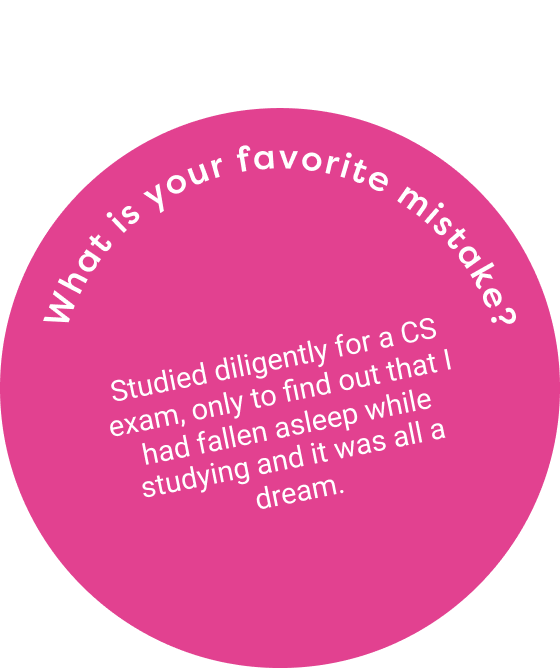 What is your favorite mistake?
Studied diligently for a CS
exam, only to find out that I
had fallen asleep while
studying and it was all a
dream.